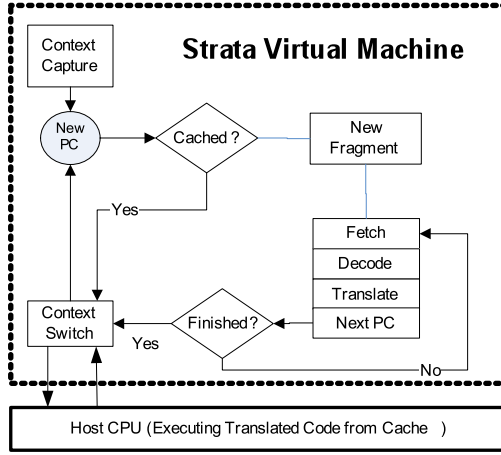 Strata Virtual Machine
Context
Capture
New
PC
Cached ?
New
Fragment
Yes
Fetch
Decode
Translate
Next PC
Context
Switch
Finished?
Yes
No
Host CPU (Executing Translated Code from Cache )